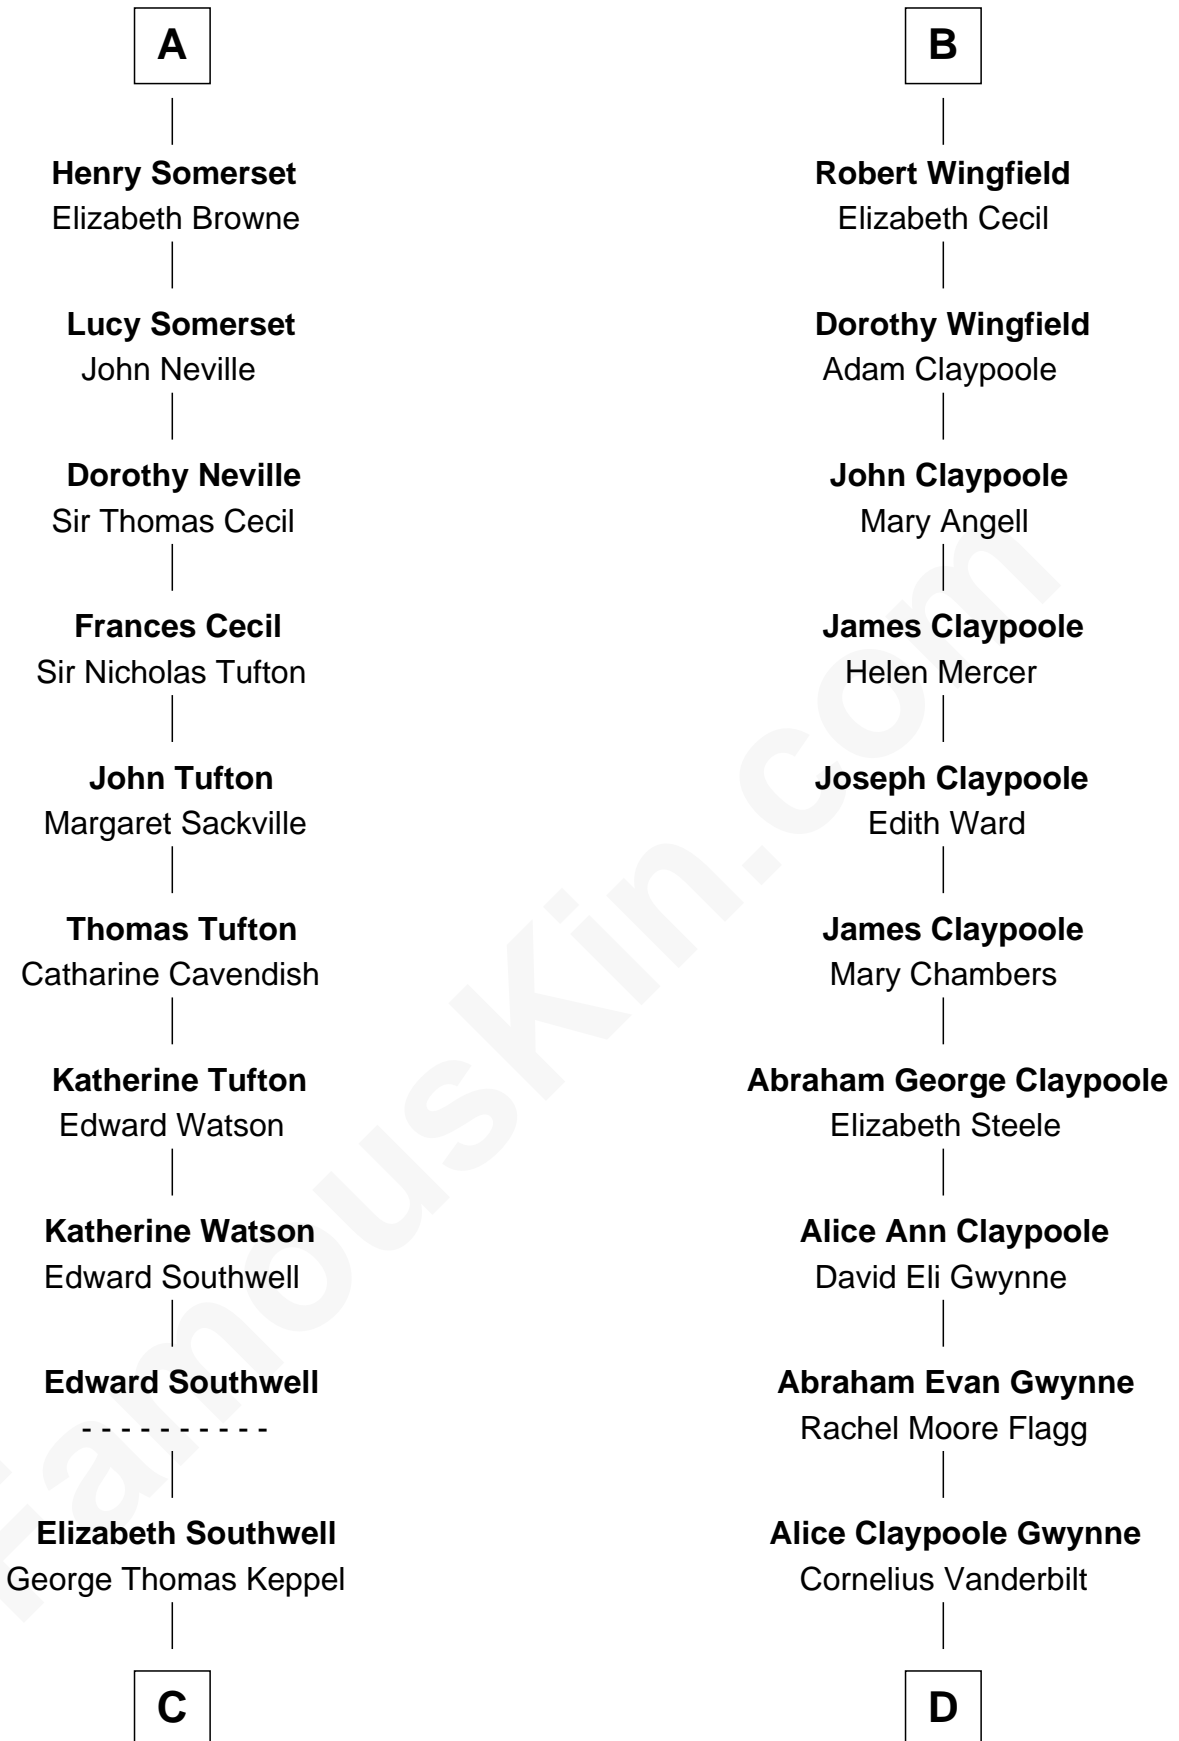 A
Henry Somerset
Elizabeth Browne
Lucy Somerset
John Neville
Dorothy Neville
Sir Thomas Cecil
Frances Cecil
Sir Nicholas Tufton
John Tufton
Margaret Sackville
Thomas Tufton
Catharine Cavendish
Katherine Tufton
Edward Watson
Katherine Watson
Edward Southwell
Edward Southwell
- - - - - - - - - -
Elizabeth Southwell
George Thomas Keppel
C
B
Robert Wingfield
Elizabeth Cecil
Dorothy Wingfield
Adam Claypoole
John Claypoole
Mary Angell
James Claypoole
Helen Mercer
Joseph Claypoole
Edith Ward
James Claypoole
Mary Chambers
Abraham George Claypoole
Elizabeth Steele
Alice Ann Claypoole
David Eli Gwynne
Abraham Evan Gwynne
Rachel Moore Flagg
Alice Claypoole Gwynne
Cornelius Vanderbilt
D
FamousKin.com